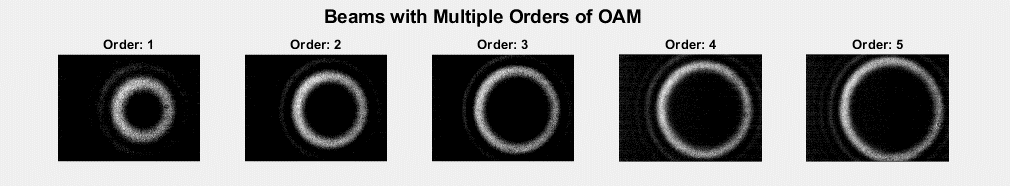 Beams with Multiple Orders of OAM
Order: 1
Order: 2
Order: 3
Order: 4
Order: 5